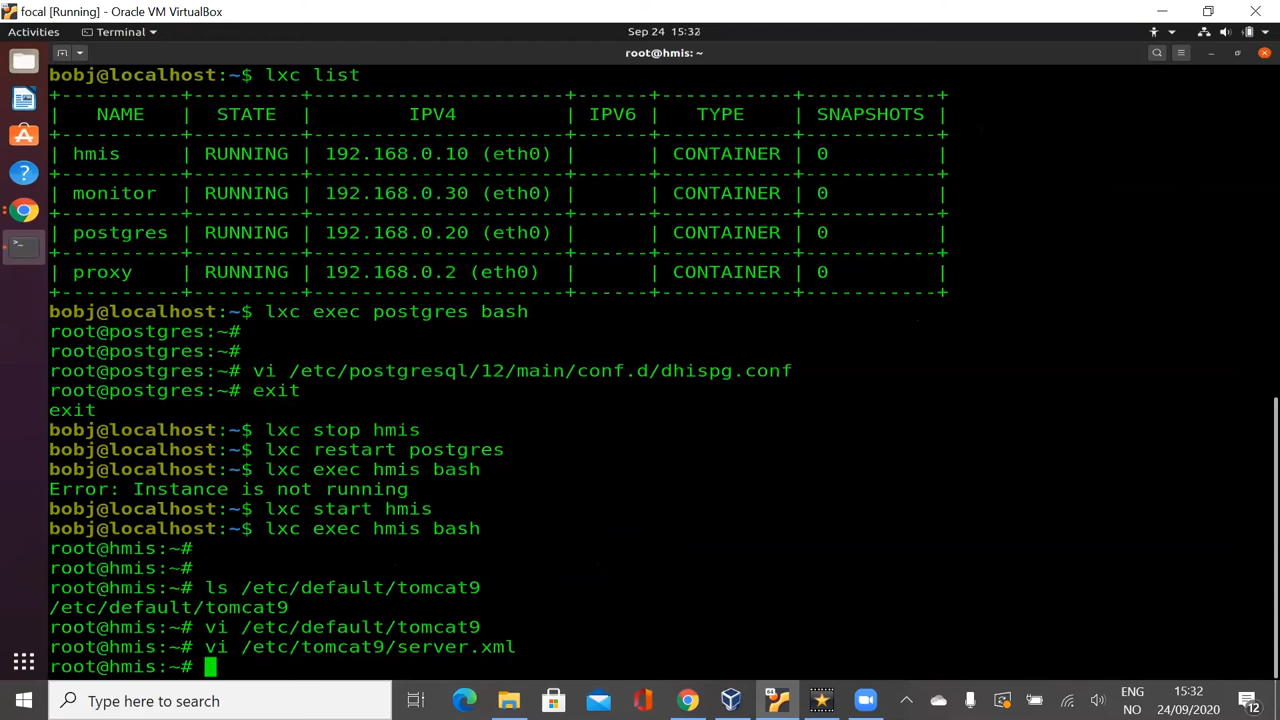 focal [Running] - Oracle VM VirtualBox
Activities Terminal Sep 24 15:32
root@hmis: ~
bobj@localhost:~$ lxc list
+-----------+---------+---------------------+------+-----------+-----------+
| NAME | STATE | IPV4 | IPV6 | TYPE | SNAPSHOTS |
+-----------+---------+---------------------+------+-----------+-----------+
| hmis | RUNNING | 192.168.0.10 (eth0) | | CONTAINER | 0 |
+-----------+---------+---------------------+------+-----------+-----------+
| monitor | RUNNING | 192.168.0.30 (eth0) | | CONTAINER | 0 |
+-----------+---------+---------------------+------+-----------+-----------+
| postgres | RUNNING | 192.168.0.20 (eth0) | | CONTAINER | 0 |
+-----------+---------+---------------------+------+-----------+-----------+
| proxy | RUNNING | 192.168.0.2 (eth0) | | CONTAINER | 0 |
+-----------+---------+---------------------+------+-----------+-----------+
bobj@localhost:~$ lxc exec postgres bash
root@postgres:~#
root@postgres:~#
root@postgres:~# vi /etc/postgresql/12/main/conf.d/dhispg.conf
root@postgres:~# exit
exit
bobj@localhost:~$ lxc stop hmis
bobj@localhost:~$ lxc restart postgres
bobj@localhost:~$ lxc exec hmis bash
Error: Instance is not running
bobj@localhost:~$ lxc start hmis
bobj@localhost:~$ lxc exec hmis bash
root@hmis:~#
root@hmis:~#
root@hmis:~# ls /etc/default/tomcat9
/etc/default/tomcat9
root@hmis:~# vi /etc/default/tomcat9
root@hmis:~# vi /etc/tomcat9/server.xml
root@hmis:~#
Type here to search
ENG 15:32
NO 24/09/2020
12